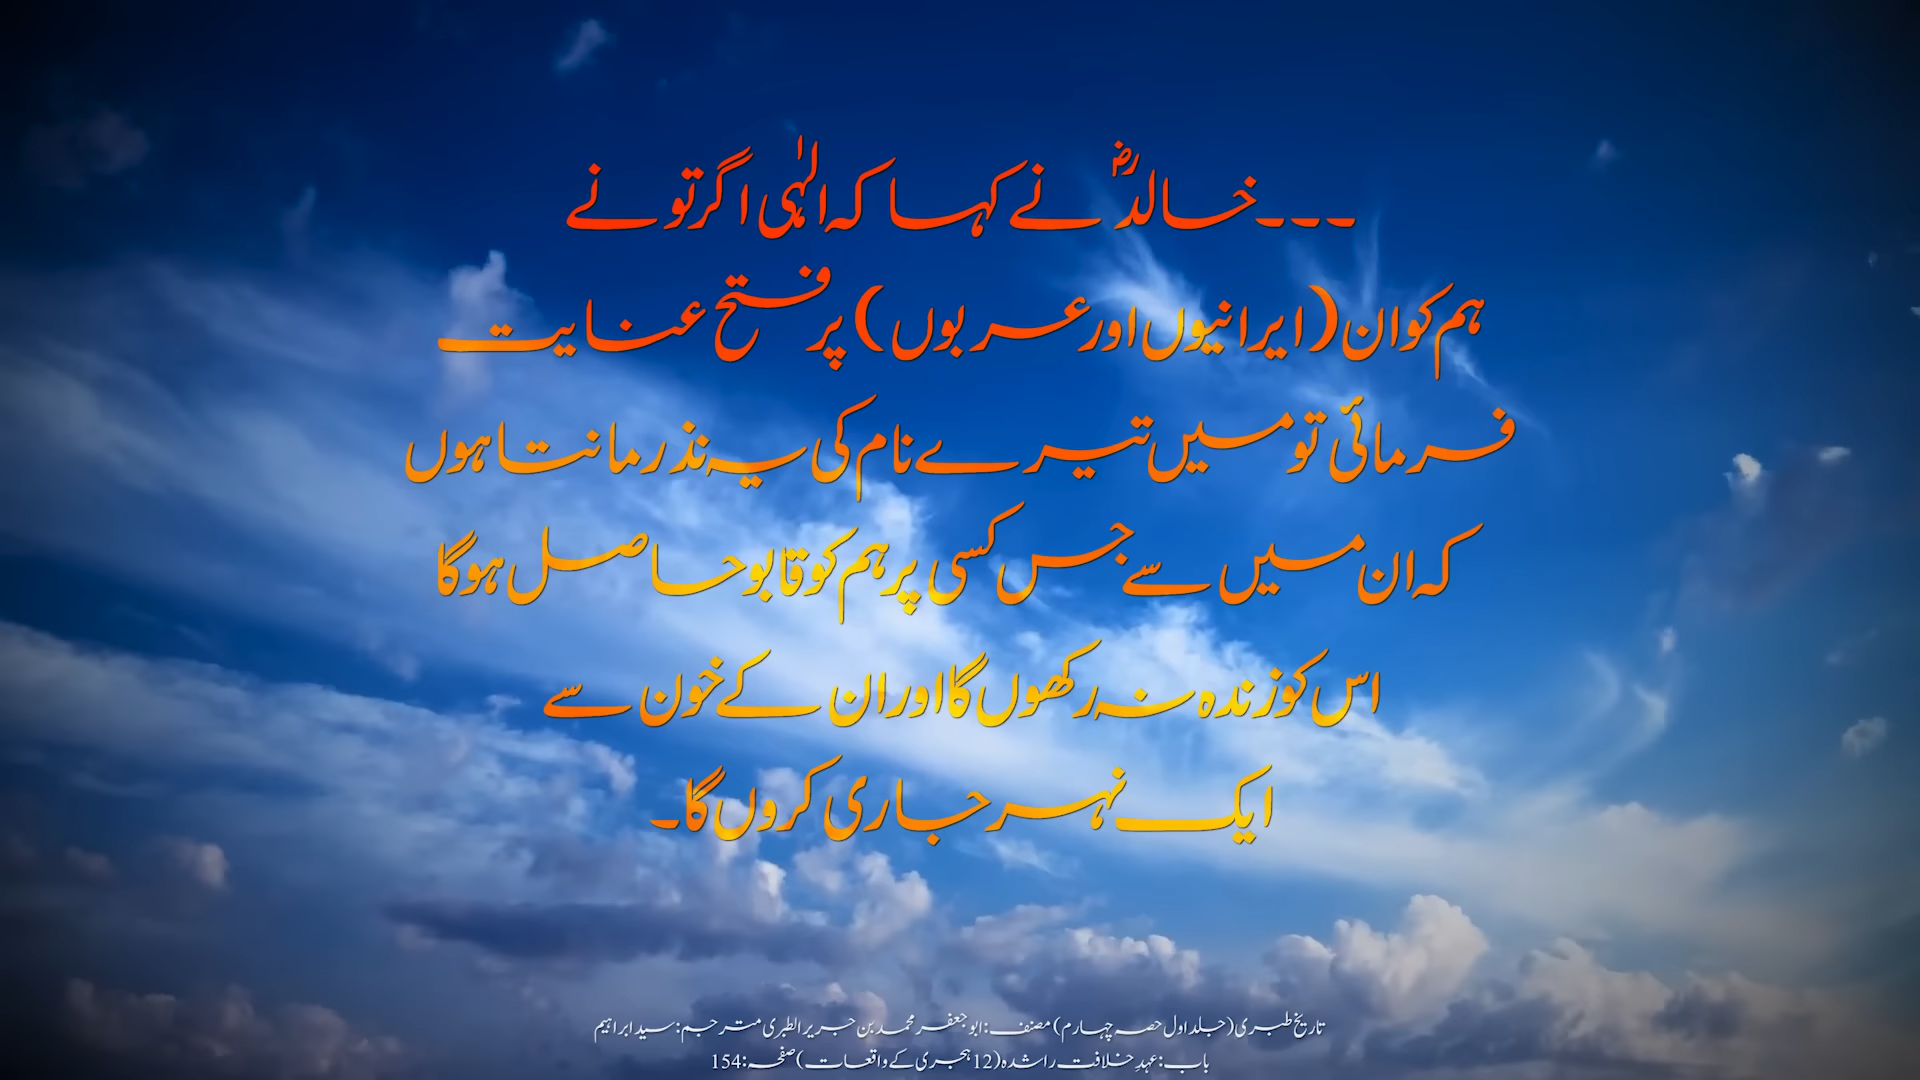 ۔۔۔خالدؓ نے کہا کہ الٰہی اگر تو نے
ہم کو ان (ایرانیوں اور عربوں) پر فتح عنایت
فرمائی تو میں تیرے نام کی یہ نذر مانتا ہوں
کہ ان میں سے جس کسی پر ہم کو قابو حاصل ہوگا
اس کو زندہ نہ رکھوں گا اور ان کے خون سے
ایک نہر جاری کروں گا۔
تاریخ طبری (جلد اول حصہ چہارم) مصنف: ابو جعفر محمد بن جریر الطبری مترجم: سید ابراہیم
باب: عہدِ خلافت راشدہ (12 ہجری کے واقعات) صفحہ: 154